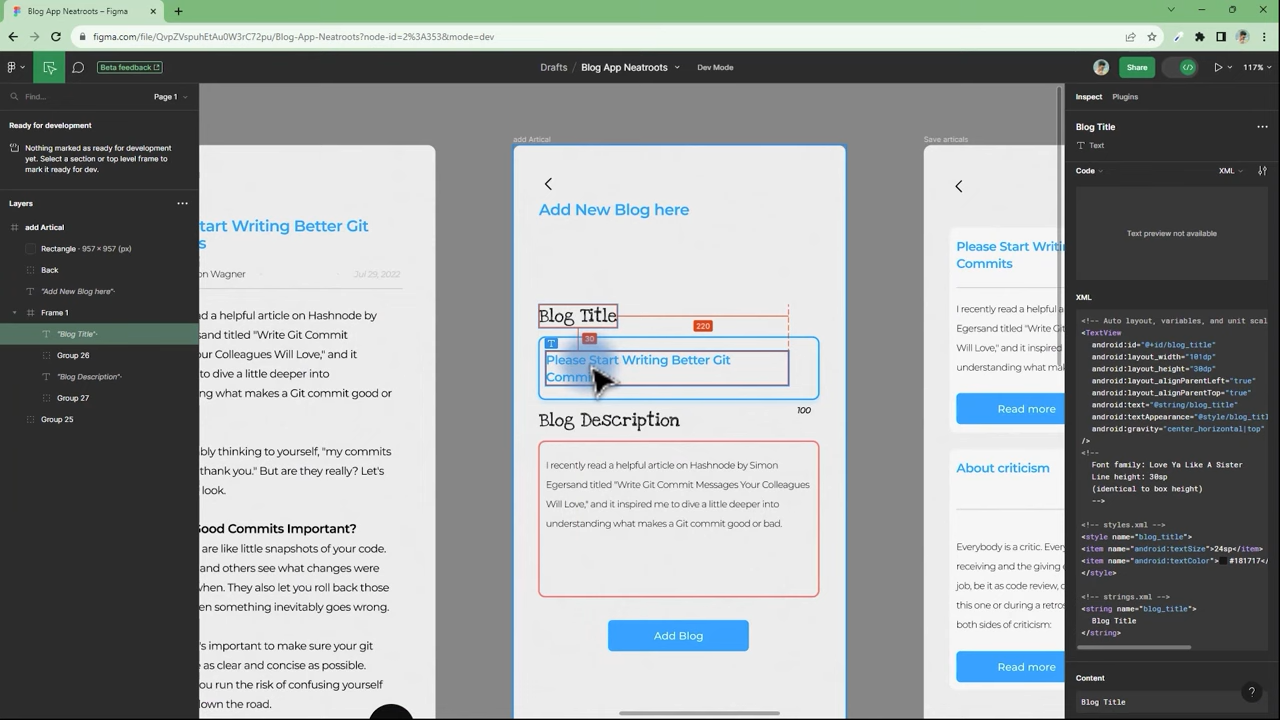 Blog App Neatroots – Figma
figma.com/file/QvpZVspuhEtAu0W3rC72pu/Blog-App-Neatroots?node-id=2%3A353&mode=dev
Beta feedback
Drafts / Blog App Neatroots
Dev Mode
Share
117%
Find...
Page 1
Ready for development
Nothing marked as ready for development
yet. Select a section or top level frame to
mark it ready for dev.
Layers
add Artical
Rectangle - 957 × 957 (px)
Back
"Add New Blog here"-
Frame 1
"Blog Title"-
Group 26
"Blog Description"-
Group 27
Group 25
tart Writing Better Git
s
on Wagner
Jul 29, 2022
ad a helpful article on Hashnode by
Egersand titled "Write Git Commit
our Colleagues Will Love," and it
to dive a little deeper into
ding what makes a Git commit good or
bly thinking to yourself, "my commits
thank you." But are they really? Let's
look.
Good Commits Important?
are like little snapshots of your code.
and others see what changes were
when. They also let you roll back those
en something inevitably goes wrong.
's important to make sure your git
e as clear and concise as possible.
ou run the risk of confusing yourself
down the road.
add Artical
Add New Blog here
Blog Title
220
30
Please Start Writing Better Git
Commi
100
Blog Description
I recently read a helpful article on Hashnode by Simon
Egersand titled "Write Git Commit Messages Your Colleagues
Will Love," and it inspired me to dive a little deeper into
understanding what makes a Git commit good or bad.
Add Blog
Save articals
Please Start Writi
Commits
I recently read a helpful artic
Egersand titled "Write Git Co
Will Love," and it inspired me
understanding what makes
Read more
About criticism
Everybody is a critic. Every
receiving and the giving e
job, be it as code review, c
this one or during a retros
both sides of criticism:
Read more
Inspect
Plugins
Blog Title
Text
Code
XML
Text preview not available
XML
<!-- Auto layout, variables, and unit scal
<TextView
android:id="@+id/blog_title"
android:layout_width="101dp"
android:layout_height="30dp"
android:layout_alignParentLeft="true"
android:layout_alignParentTop="true"
android:text="@string/blog_title"
android:textAppearance="@style/blog_titl
android:gravity="center_horizontal|top"
/>
<!--
Font family: Love Ya Like A Sister
Line height: 30sp
(identical to box height)
-->
<!-- styles.xml -->
<style name="blog_title">
<item name="android:textSize">24sp</item>
<item name="android:textColor">#181717</
</style>
<!-- strings.xml -->
<string name="blog_title">
Blog Title
</string>
Content
Blog Title
?